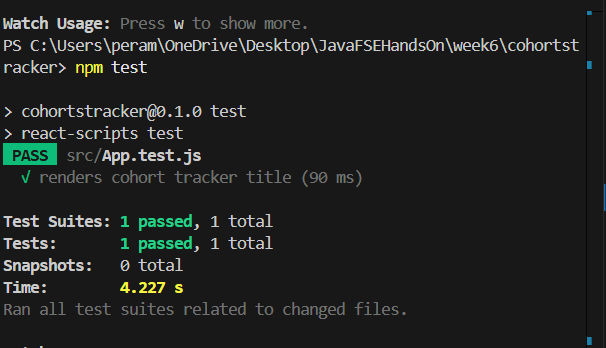 Watch Usage: Press w to show more.
PS C:\Users\peram\OneDrive\Desktop\JavaFSEHandsOn\week6\cohortst
racker> npm test
> cohortstracker@0.1.0 test
> react-scripts test
PASS src/App.test.js
√ renders cohort tracker title (90 ms)
Test Suites: 1 passed, 1 total
Tests: 1 passed, 1 total
Snapshots: 0 total
Time: 4.227 s
Ran all test suites related to changed files.